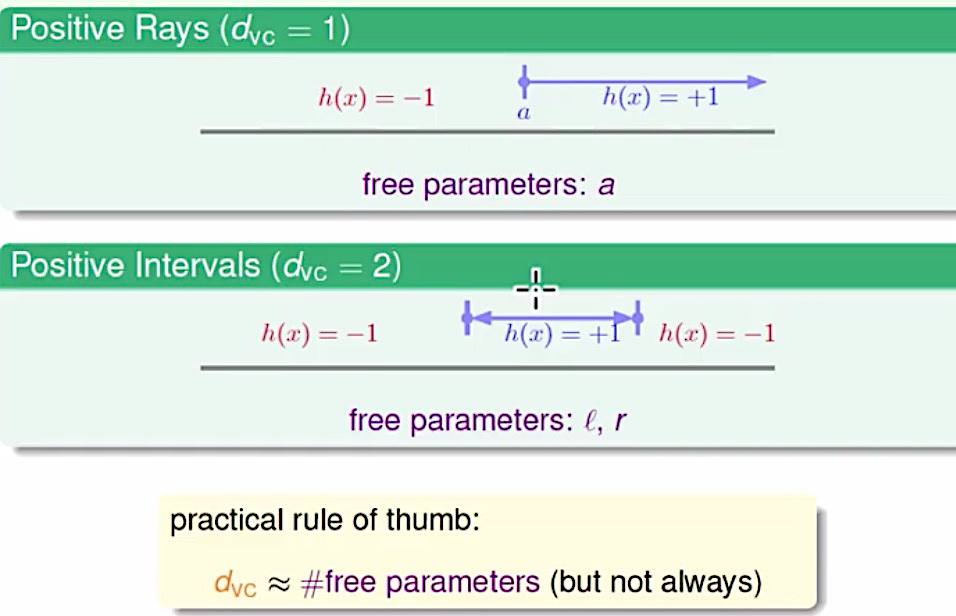 Positive Rays (d_VC = 1)
h(x) = −1
h(x) = +1
a
free parameters: a
Positive Intervals (d_VC = 2)
h(x) = −1
h(x) = +1
h(x) = −1
free parameters: ℓ, r
practical rule of thumb:
d_VC ≈ #free parameters (but not always)